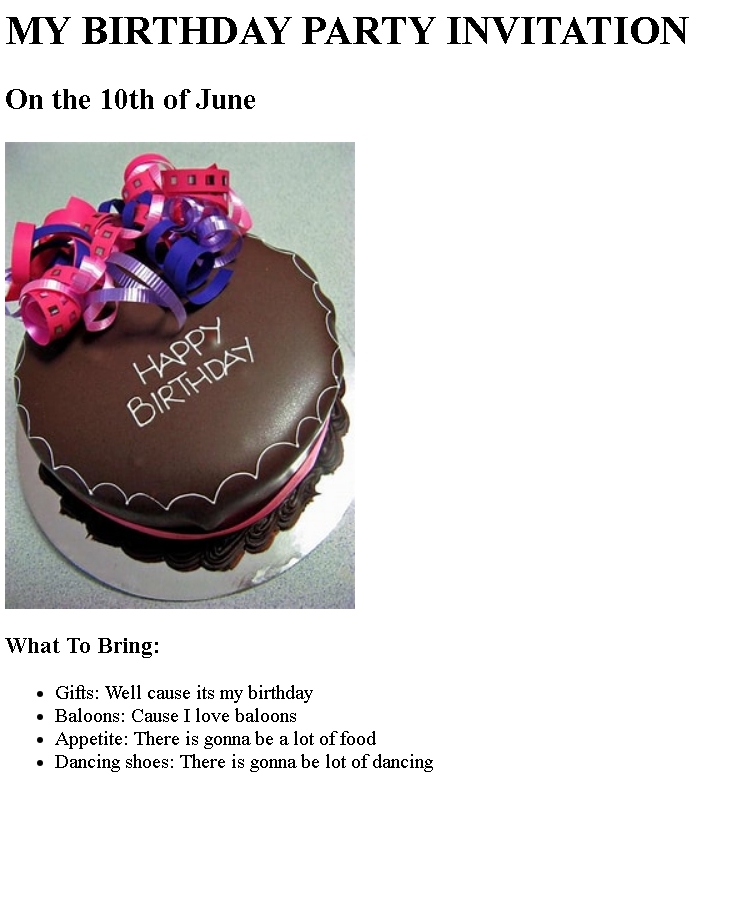 MY BIRTHDAY PARTY INVITATION
On the 10th of June
HAPPY
BIRTHDAY
What To Bring:
Gifts: Well cause its my birthday
Baloons: Cause I love baloons
Appetite: There is gonna be a lot of food
Dancing shoes: There is gonna be lot of dancing